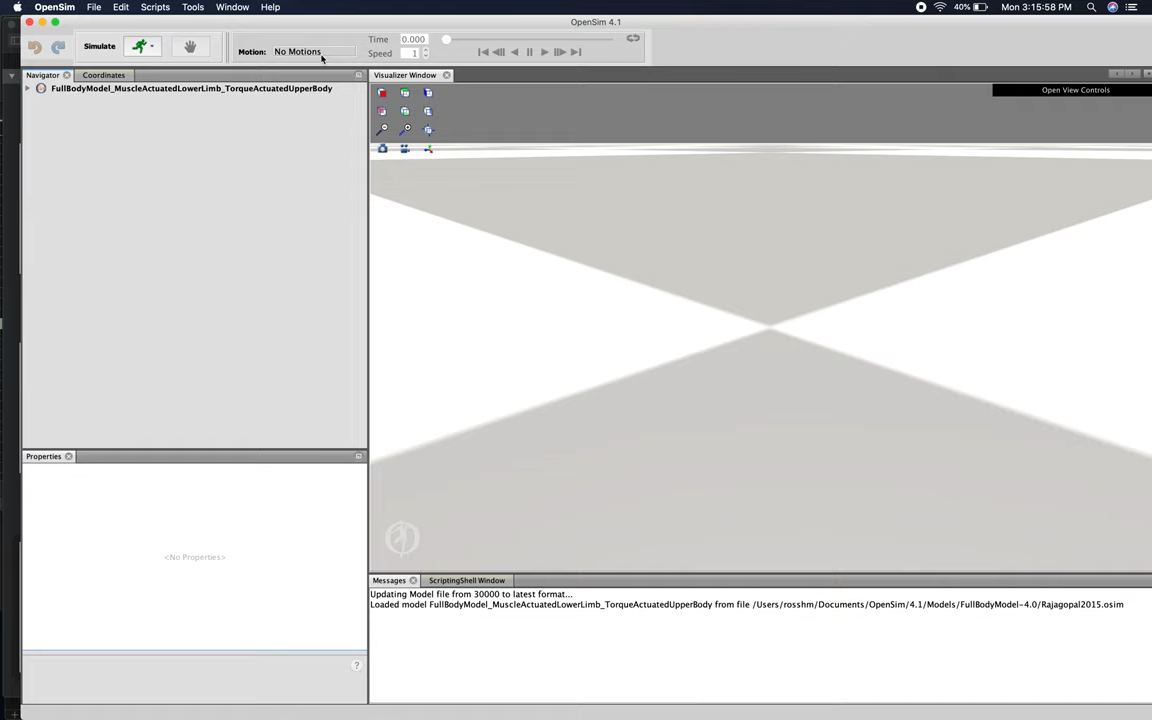 OpenSim File Edit Scripts Tools Window Help 40% Mon 3:15:58 PM
OpenSim 4.1
Simulate Motion: No Motions Time 0.000
Speed 1
Navigator Coordinates Visualizer Window
FullBodyModel_MuscleActuatedLowerLimb_TorqueActuatedUpperBody Open View Controls
Properties
<No Properties>
?
Messages ScriptingShell Window
Updating Model file from 30000 to latest format...
Loaded model FullBodyModel_MuscleActuatedLowerLimb_TorqueActuatedUpperBody from file /Users/rosshm/Documents/OpenSim/4.1/Models/FullBodyModel-4.0/Rajagopal2015.osim